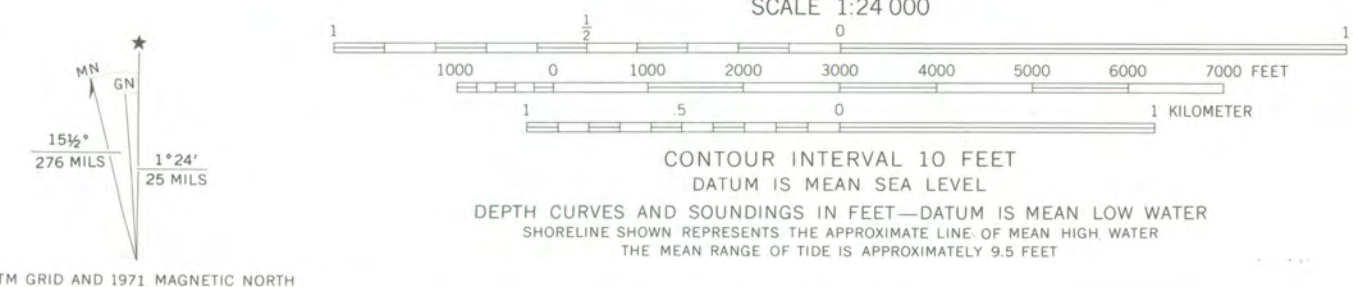 SCALE 1:24 000
1 ½ 0 1
1000 0 1000 2000 3000 4000 5000 6000 7000 FEET
1 .5 0 1 KILOMETER
CONTOUR INTERVAL 10 FEET
DATUM IS MEAN SEA LEVEL
DEPTH CURVES AND SOUNDINGS IN FEET—DATUM IS MEAN LOW WATER
SHORELINE SHOWN REPRESENTS THE APPROXIMATE LINE OF MEAN HIGH WATER
THE MEAN RANGE OF TIDE IS APPROXIMATELY 9.5 FEET
★
MN
GN
15½°
276 MILS
1°24′
25 MILS
TM GRID AND 1971 MAGNETIC NORTH